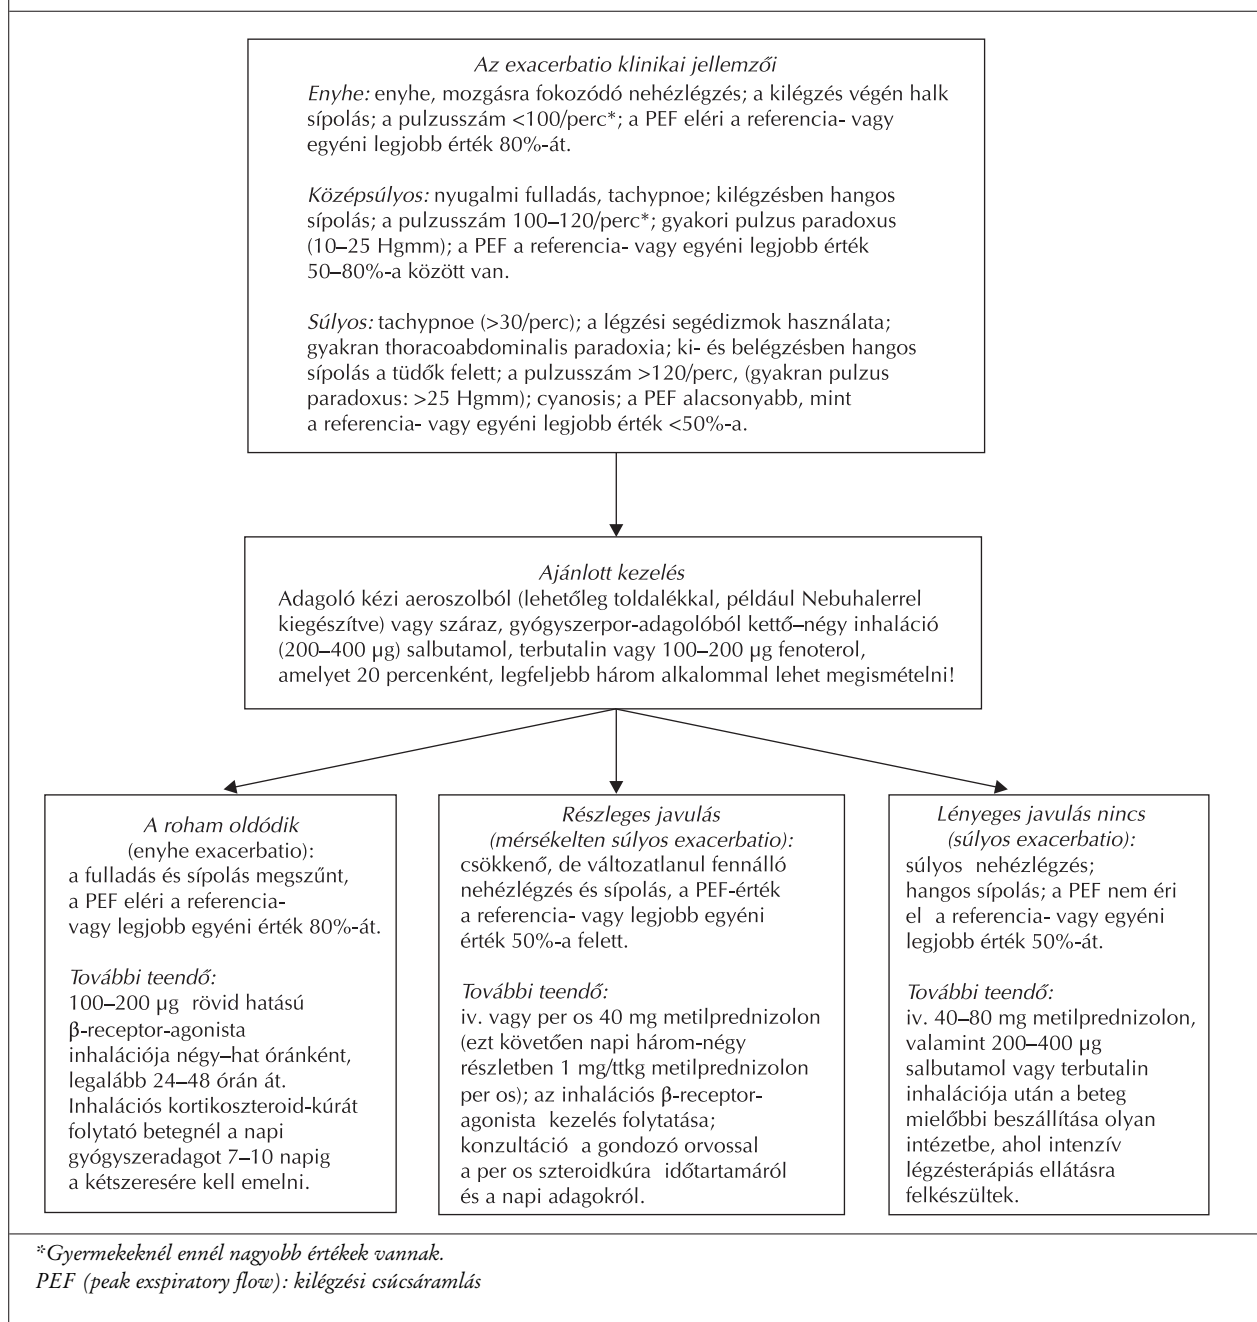 Az exacerbatio klinikai jellemzői
Enyhe: enyhe, mozgásra fokozódó nehézlégzés; a kilégzés végén halk
sípolás; a pulzusszám <100/perc*; a PEF eléri a referencia- vagy
egyéni legjobb érték 80%-át.
Középsúlyos: nyugalmi fulladás, tachypnoe; kilégzésben hangos
sípolás; a pulzusszám 100–120/perc*; gyakori pulzus paradoxus
(10–25 Hgmm); a PEF a referencia- vagy egyéni legjobb érték
50–80%-a között van.
Súlyos: tachypnoe (>30/perc); a légzési segédizmok használata;
gyakran thoracoabdominalis paradoxia; ki- és belégzésben hangos
sípolás a tüdők felett; a pulzusszám >120/perc, (gyakran pulzus
paradoxus: >25 Hgmm); cyanosis; a PEF alacsonyabb, mint
a referencia- vagy egyéni legjobb érték <50%-a.
Ajánlott kezelés
Adagoló kézi aeroszolból (lehetőleg toldalékkal, például Nebuhalerrel
kiegészítve) vagy száraz, gyógyszerpor-adagolóból kettő–négy inhaláció
(200–400 µg) salbutamol, terbutalin vagy 100–200 µg fenoterol,
amelyet 20 percenként, legfeljebb három alkalommal lehet megismételni!
A roham oldódik
(enyhe exacerbatio):
a fulladás és sípolás megszűnt,
a PEF eléri a referencia-
vagy legjobb egyéni érték 80%-át.
További teendő:
100–200 µg rövid hatású
β-receptor-agonista
inhalációja négy–hat óránként,
legalább 24–48 órán át.
Inhalációs kortikoszteroid-kúrát
folytató betegnél a napi
gyógyszeradagot 7–10 napig
a kétszeresére kell emelni.
Részleges javulás
(mérsékelten súlyos exacerbatio):
csökkenő, de változatlanul fennálló
nehézlégzés és sípolás, a PEF-érték
a referencia- vagy legjobb egyéni
érték 50%-a felett.
További teendő:
iv. vagy per os 40 mg metilprednizolon
(ezt követően napi három-négy
részletben 1 mg/ttkg metilprednizolon
per os); az inhalációs β-receptor-
agonista kezelés folytatása;
konzultáció a gondozó orvossal
a per os szteroidkúra időtartamáról
és a napi adagokról.
Lényeges javulás nincs
(súlyos exacerbatio):
súlyos nehézlégzés;
hangos sípolás; a PEF nem éri
el a referencia- vagy egyéni
legjobb érték 50%-át.
További teendő:
iv. 40–80 mg metilprednizolon,
valamint 200–400 µg
salbutamol vagy terbutalin
inhalációja után a beteg
mielőbbi beszállítása olyan
intézetbe, ahol intenzív
légzésterápiás ellátásra
felkészültek.
*Gyermekeknél ennél nagyobb értékek vannak.
PEF (peak exspiratory flow): kilégzési csúcsáramlás